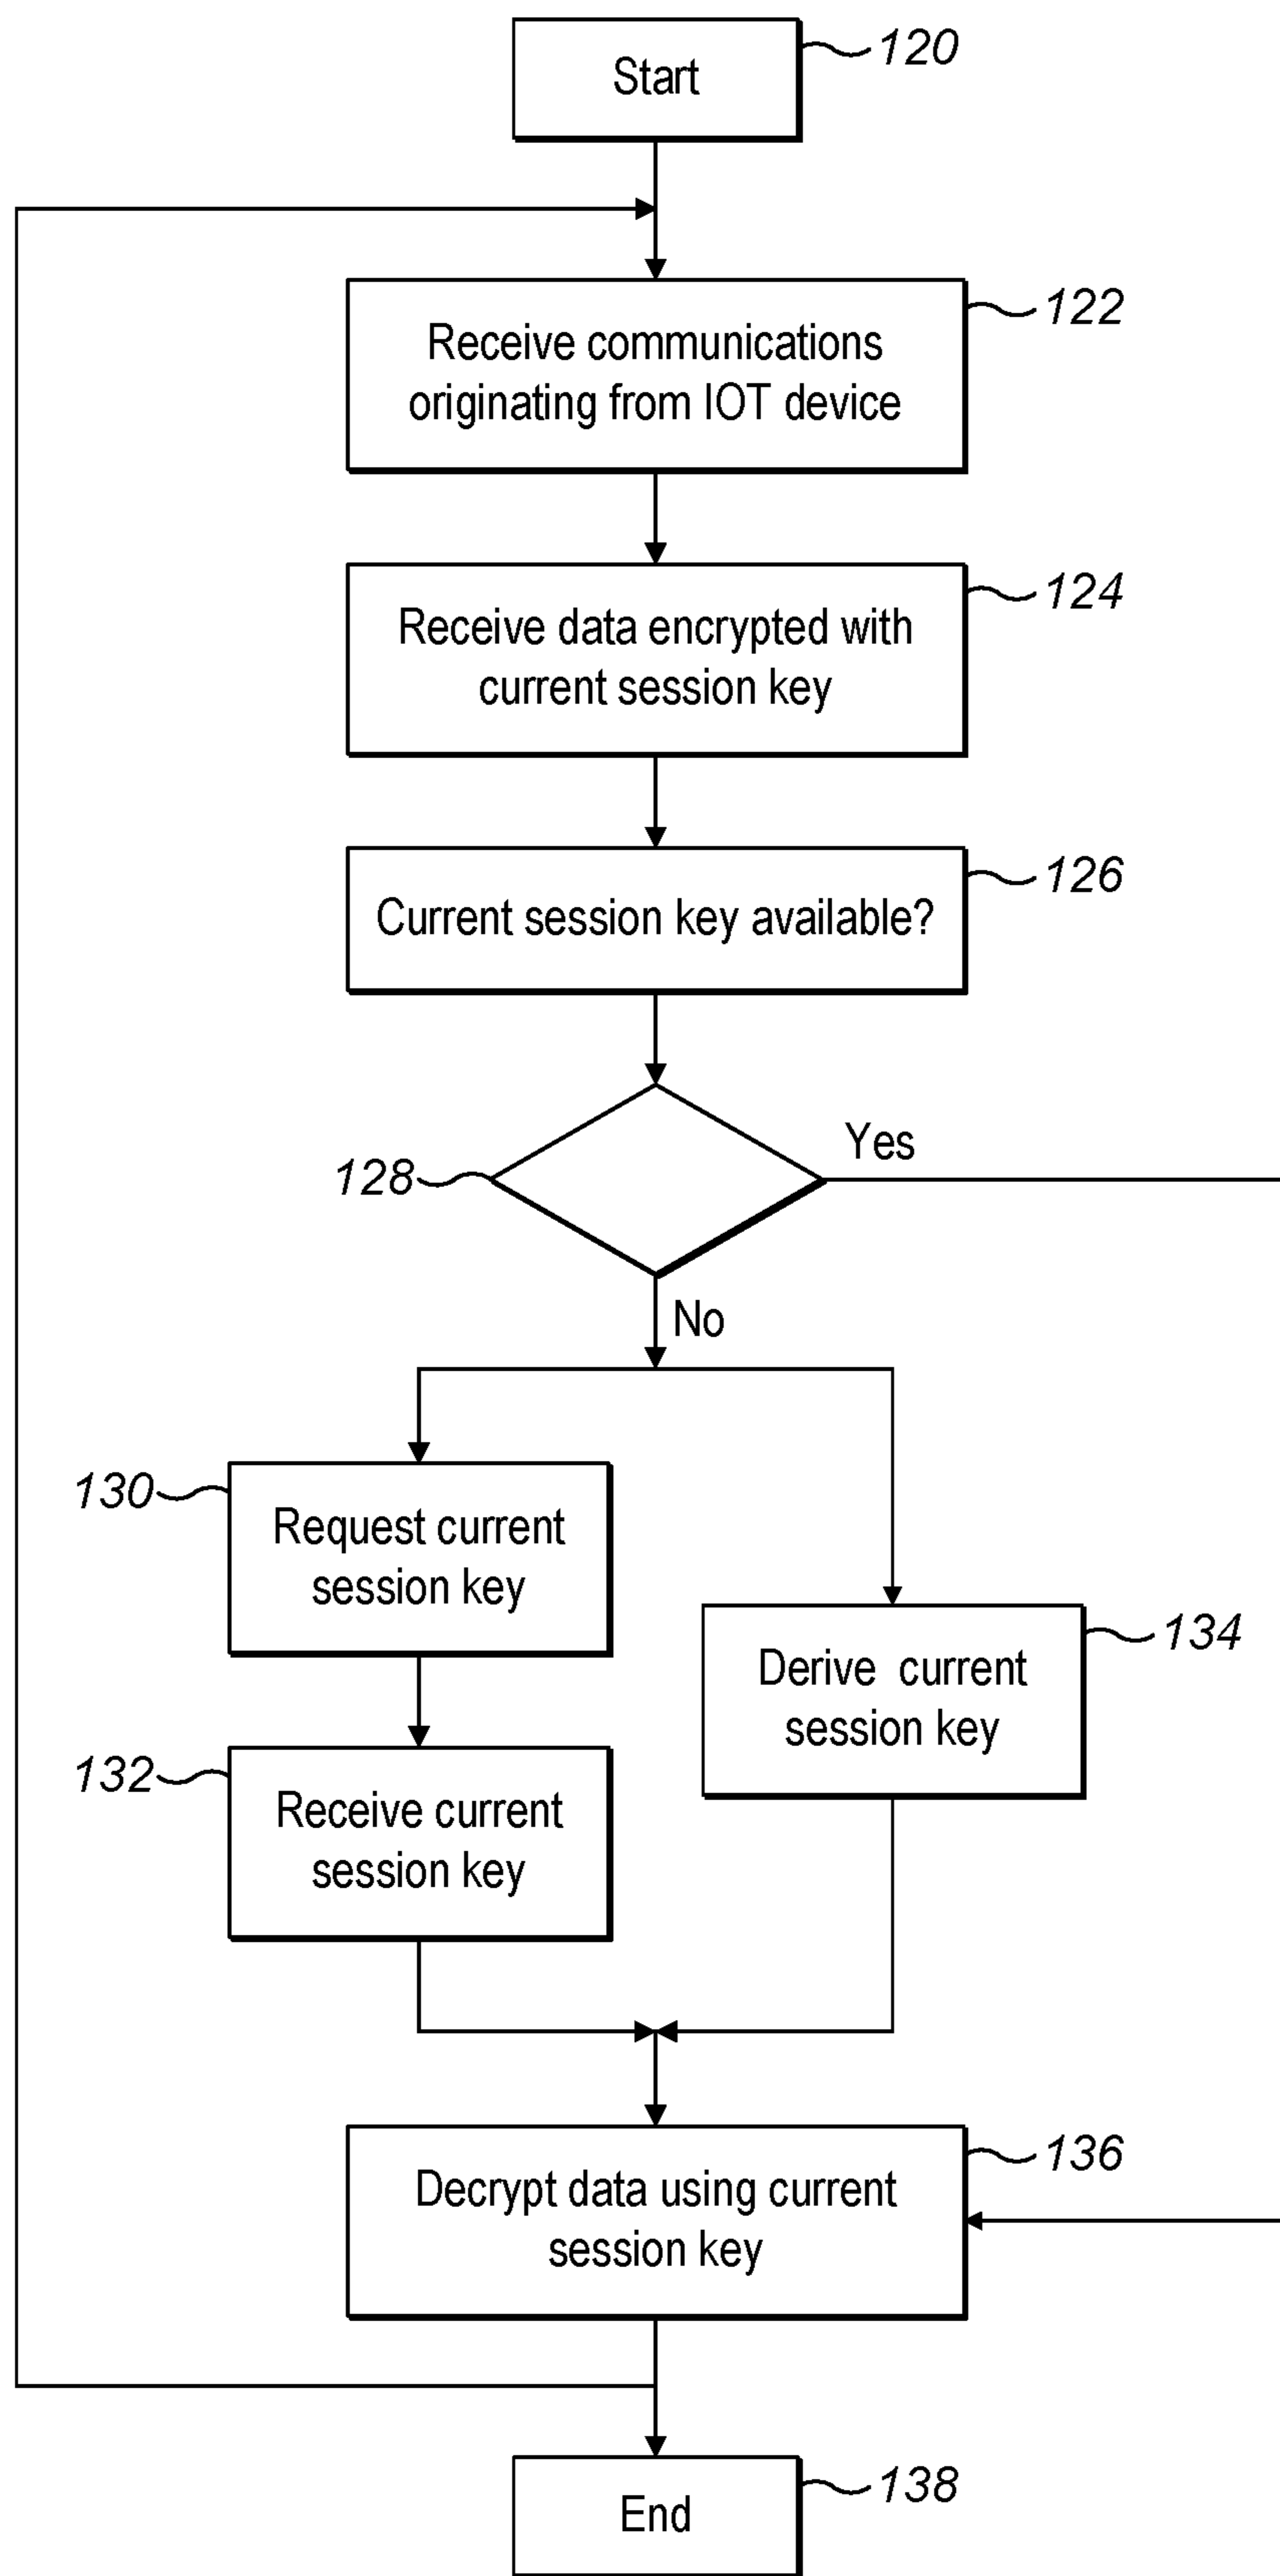 Start
120
Receive communications
originating from IOT device
122
Receive data encrypted with
current session key
124
Current session key available?
126
128
Yes
No
130
Request current
session key
Derive current
session key
134
132
Receive current
session key
Decrypt data using current
session key
136
End
138